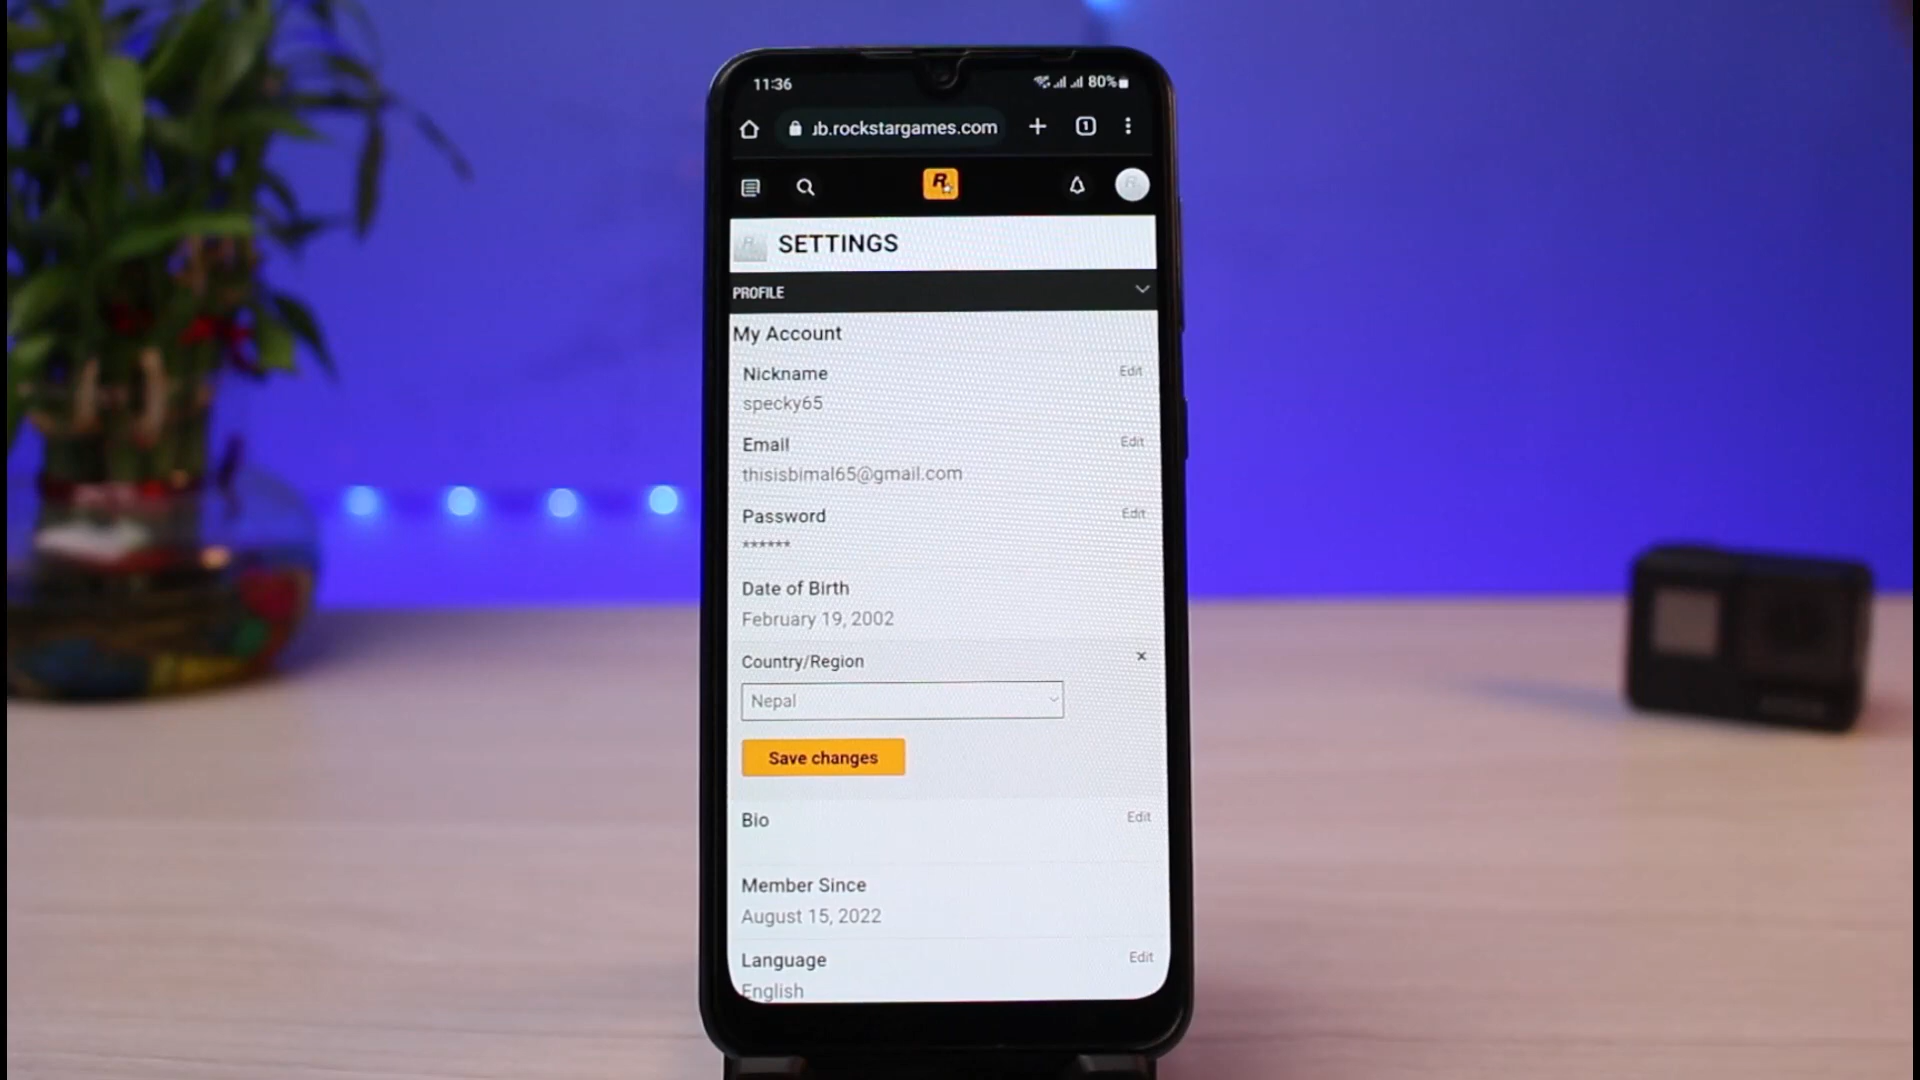 11:36
80%
ub.rockstargames.com
1
R
SETTINGS
PROFILE
My Account
Nickname
Edit
specky65
Email
Edit
thisisbimal65@gmail.com
Password
Edit
******
Date of Birth
February 19, 2002
Country/Region
×
Nepal
Save changes
Bio
Edit
Member Since
August 15, 2022
Language
Edit
English